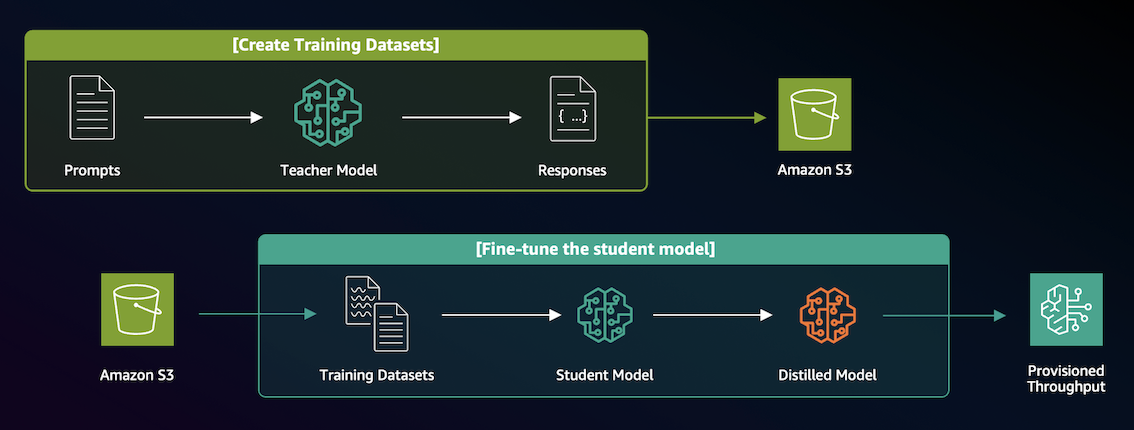 [Create Training Datasets]
{ ...}
Prompts
Teacher Model
Responses
Amazon S3
[Fine-tune the student model]
Amazon S3
Training Datasets
Student Model
Distilled Model
Provisioned
Throughput